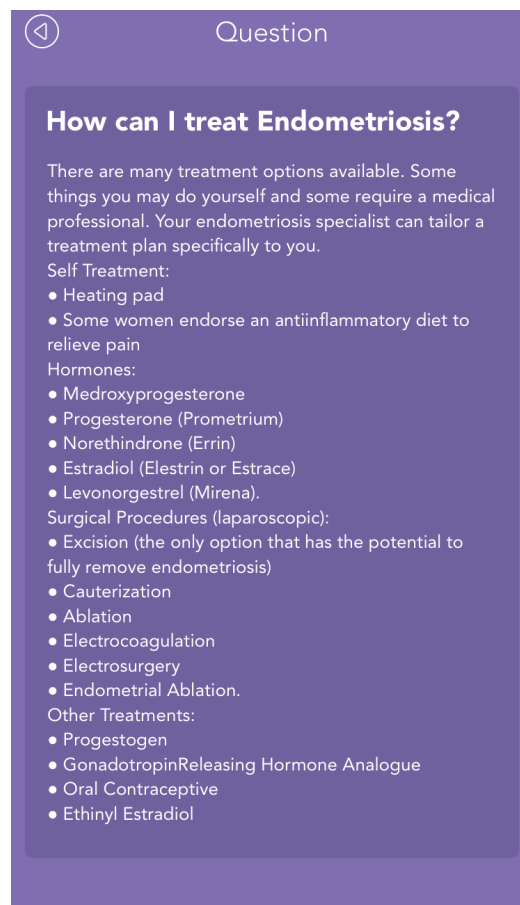 Question
How can I treat Endometriosis?
There are many treatment options available. Some
things you may do yourself and some require a medical
professional. Your endometriosis specialist can tailor a
treatment plan specifically to you.
Self Treatment:
● Heating pad
● Some women endorse an antiinflammatory diet to
relieve pain
Hormones:
● Medroxyprogesterone
● Progesterone (Prometrium)
● Norethindrone (Errin)
● Estradiol (Elestrin or Estrace)
● Levonorgestrel (Mirena).
Surgical Procedures (laparoscopic):
● Excision (the only option that has the potential to
fully remove endometriosis)
● Cauterization
● Ablation
● Electrocoagulation
● Electrosurgery
● Endometrial Ablation.
Other Treatments:
● Progestogen
● GonadotropinReleasing Hormone Analogue
● Oral Contraceptive
● Ethinyl Estradiol